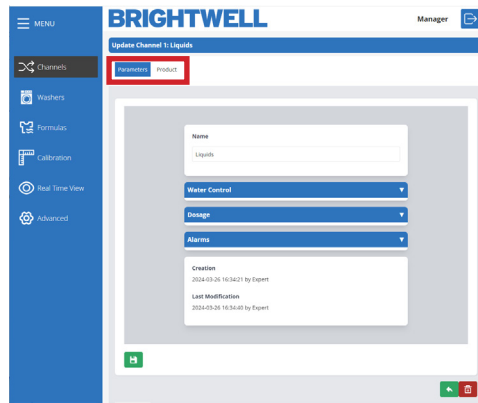 MENU
BRIGHTWELL
Manager
Update Channel 1: Liquids
Channels
Parameters Product
Washers
Formulas
Calibration
Real Time View
Advanced
Name
Liquids
Water Control
Dosage
Alarms
Creation
2024-03-26 16:34:21 by Expert
Last Modification
2024-03-26 16:34:40 by Expert